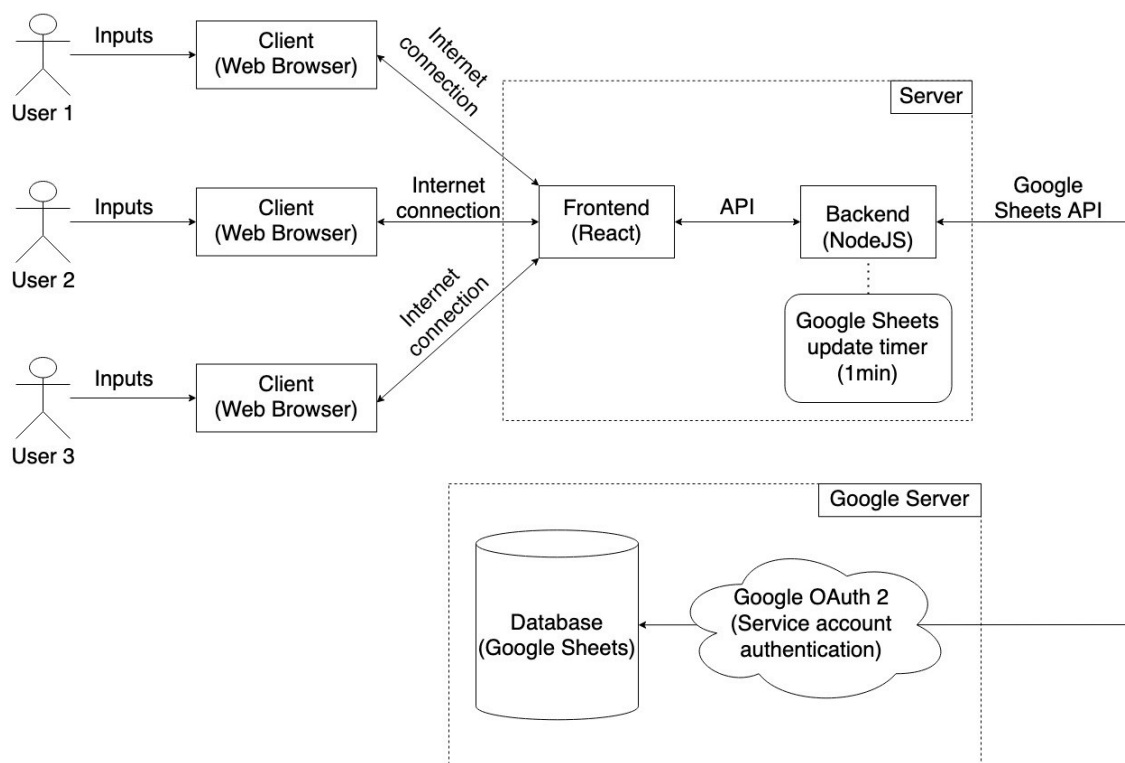 Inputs
Client
(Web Browser)
Internet
connection
User 1
Server
Inputs
Client
(Web Browser)
Internet
connection
Frontend
(React)
API
Backend
(NodeJS)
Google
Sheets API
User 2
Internet
connection
Google Sheets
update timer
(1min)
Inputs
Client
(Web Browser)
User 3
Google Server
Database
(Google Sheets)
Google OAuth 2
(Service account
authentication)